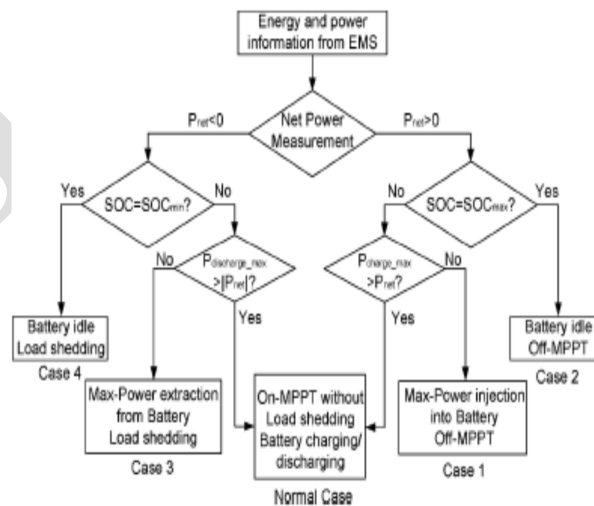 Energy and power
information from EMS
Pnet<0
Net Power
Measurement
Pnet>0
Yes
SOC=SOCmin?
No
No
SOC=SOCmax?
Yes
No
Pdischarge_max
>|Pnet|?
Yes
Pcharge_max
>Pnet?
No
Yes
Battery idle
Load shedding
Case 4
Battery idle
Off-MPPT
Case 2
Max-Power extraction
from Battery
Load shedding
Case 3
On-MPPT without
Load shedding
Battery charging/
discharging
Normal Case
Max-Power injection
into Battery
Off-MPPT
Case 1